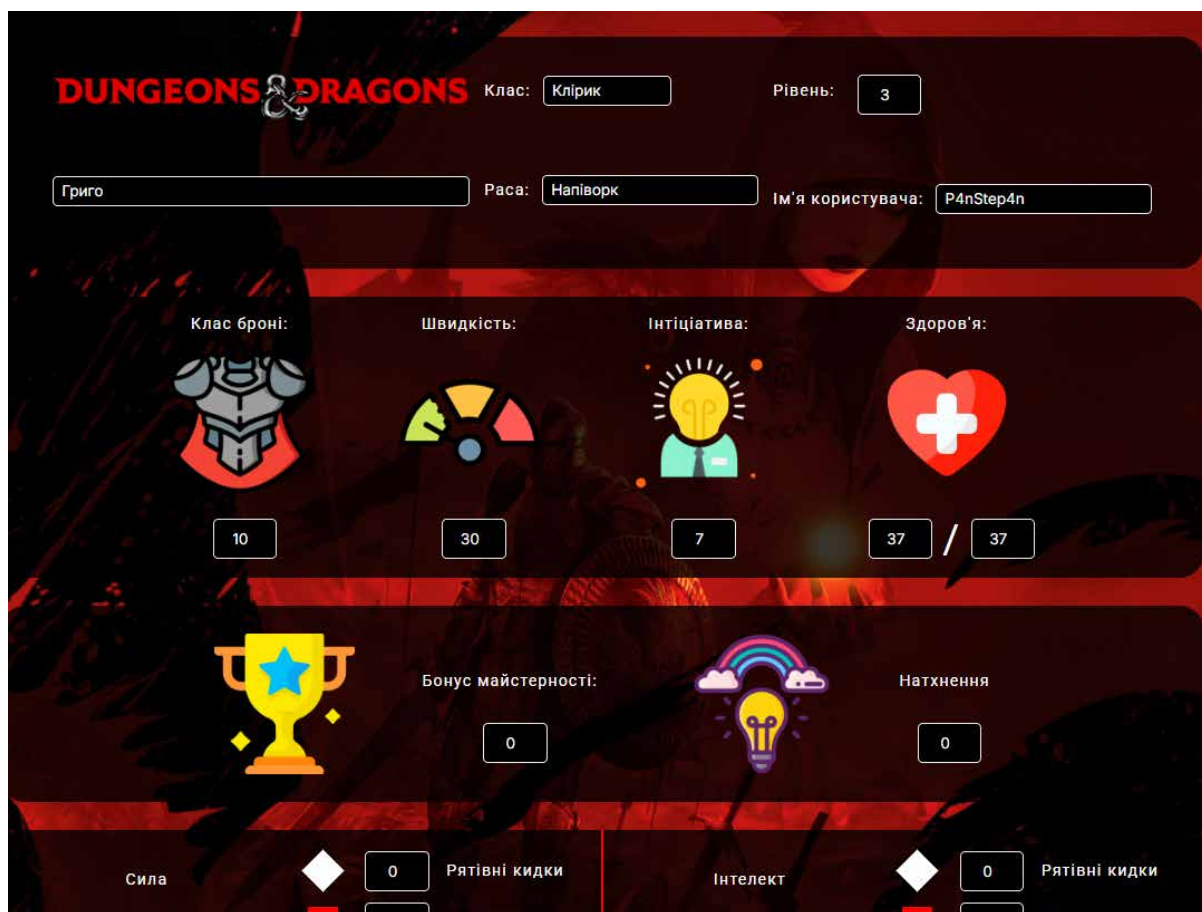 DUNGEONS & DRAGONS Клас: Клірик Рівень: 3
Григо Раса: Напіворк Ім'я користувача: P4nStep4n
Клас броні: Швидкість: Інтіціатива: Здоров'я:
10 30 7 37 / 37
Бонус майстерності: Натхнення
0 0
Сила 0 Рятівні кидки Інтелект 0 Рятівні кидки